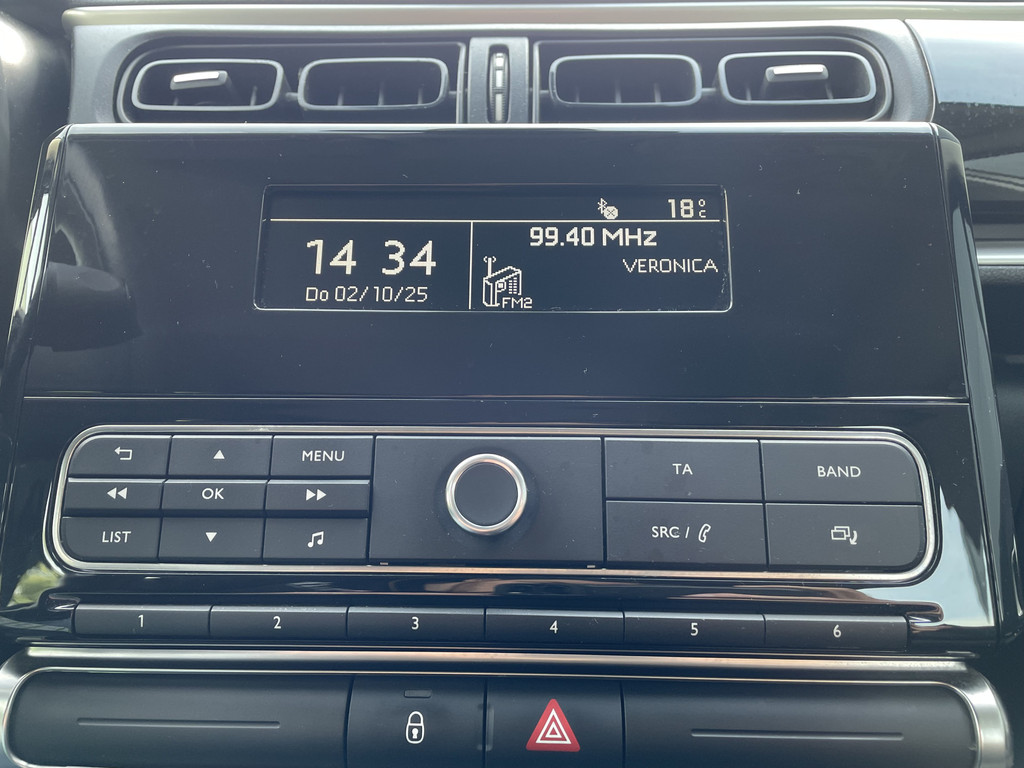 18°C
99.40 MHz
14 34
VERONICA
Do 02/10/25
FM2
MENU
TA
BAND
OK
LIST
SRC /
1 2 3 4 5 6